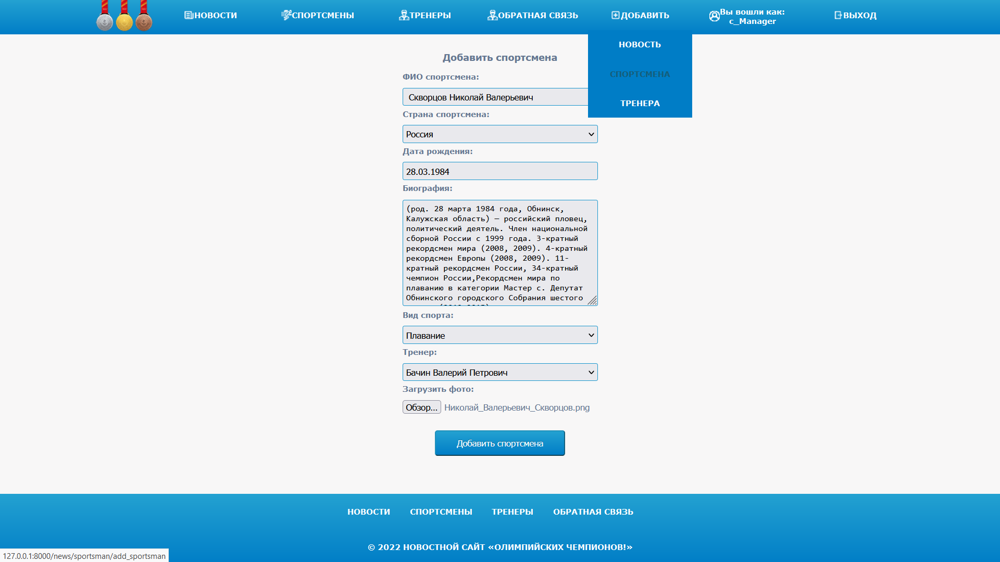 НОВОСТИ
СПОРТСМЕНЫ
ТРЕНЕРЫ
ОБРАТНАЯ СВЯЗЬ
ДОБАВИТЬ
Вы вошли как:
c_Manager
ВЫХОД
НОВОСТЬ
СПОРТСМЕНА
ТРЕНЕРА
Добавить спортсмена
ФИО спортсмена:
Скворцов Николай Валерьевич
Страна спортсмена:
Россия
Дата рождения:
28.03.1984
Биография:
(род. 28 марта 1984 года, Обнинск,
Калужская область) — российский пловец,
политический деятель. Член национальной
сборной России с 1999 года. 3-кратный
рекордсмен мира (2008, 2009). 4-кратный
рекордсмен Европы (2008, 2009). 11-
кратный рекордсмен России, 34-кратный
чемпион России,Рекордсмен мира по
плаванию в категории Мастер с. Депутат
Обнинского городского Собрания шестого
Вид спорта:
Плавание
Тренер:
Бачин Валерий Петрович
Загрузить фото:
Обзор... Николай_Валерьевич_Скворцов.png
Добавить спортсмена
НОВОСТИ СПОРТСМЕНЫ ТРЕНЕРЫ ОБРАТНАЯ СВЯЗЬ
© 2022 НОВОСТНОЙ САЙТ «ОЛИМПИЙСКИХ ЧЕМПИОНОВ!»
127.0.0.1:8000/news/sportsman/add_sportsman